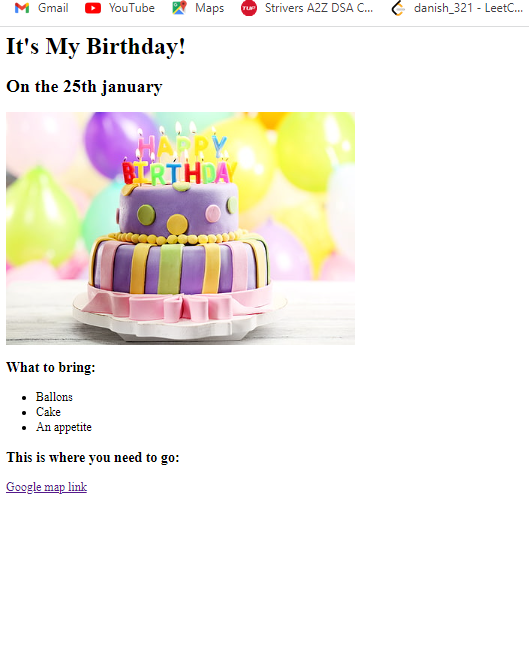 Gmail YouTube Maps TUF Strivers A2Z DSA C... danish_321 - LeetC...
It's My Birthday!
On the 25th january
HAPPY
BIRTHDAY
What to bring:
Ballons
Cake
An appetite
This is where you need to go:
Google map link